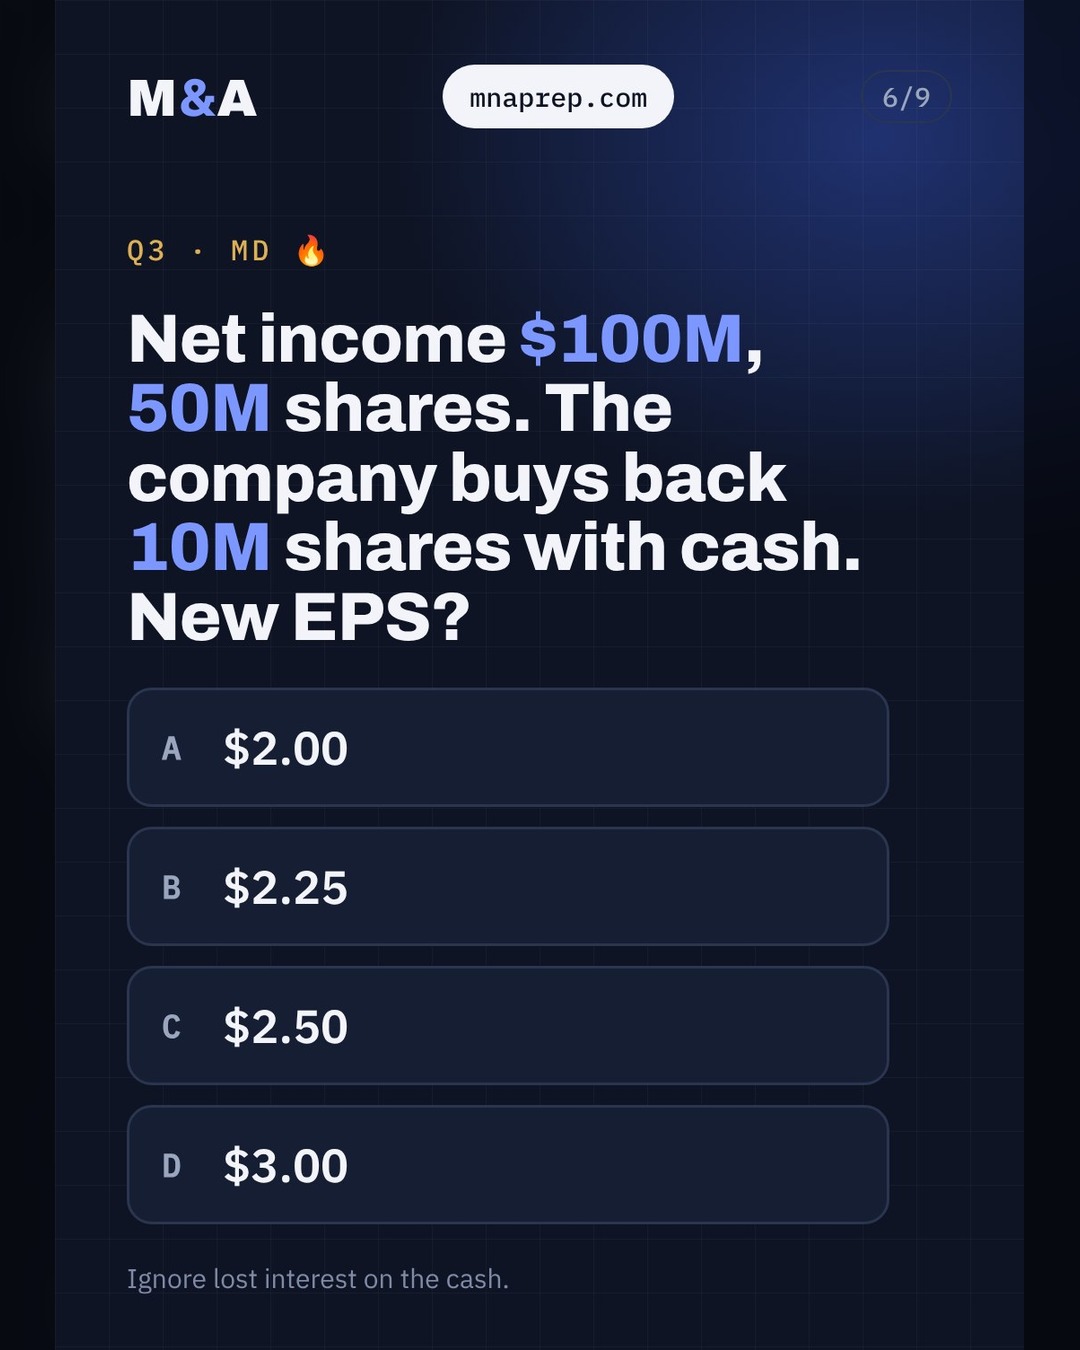 M&A
mnaprep.com
6/9
Q3 · MD 🔥
Net income $100M,
50M shares. The
company buys back
10M shares with cash.
New EPS?
A $2.00
B $2.25
C $2.50
D $3.00
Ignore lost interest on the cash.